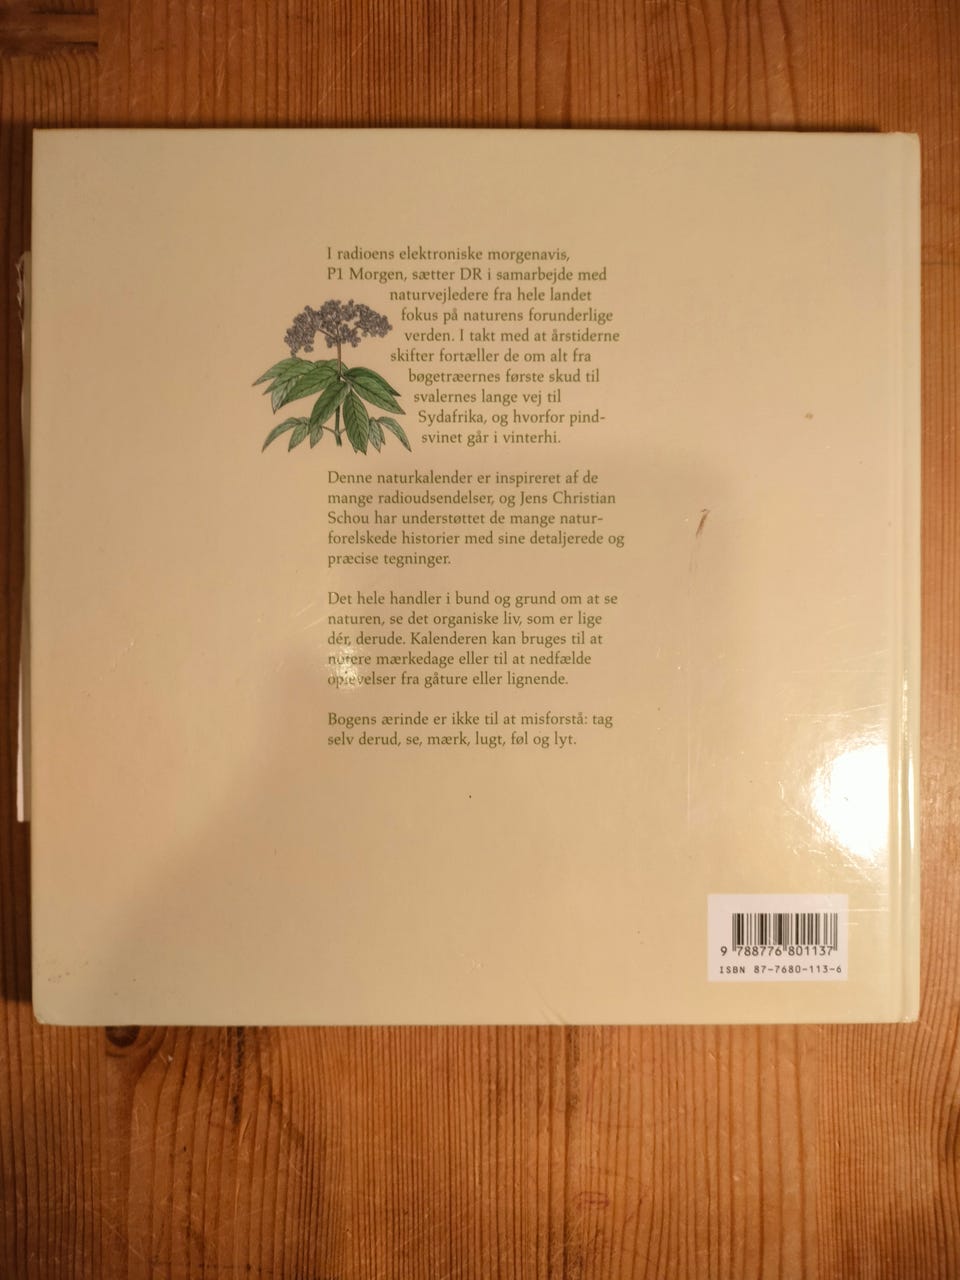 I radioens elektroniske morgenavis,
P1 Morgen, sætter DR i samarbejde med
naturvejledere fra hele landet
fokus på naturens forunderlige
verden. I takt med at årstiderne
skifter fortæller de om alt fra
bøgetræernes første skud til
svalernes lange vej til
Sydafrika, og hvorfor pind-
svinet går i vinterhi.
Denne naturkalender er inspireret af de
mange radioudsendelser, og Jens Christian
Schou har understøttet de mange natur-
forelskede historier med sine detaljerede og
præcise tegninger.
Det hele handler i bund og grund om at se
naturen, se det organiske liv, som er lige
dér, derude. Kalenderen kan bruges til at
notere mærkedage eller til at nedfælde
oplevelser fra gåture eller lignende.
Bogens ærinde er ikke til at misforstå: tag
selv derud, se, mærk, lugt, føl og lyt.
9 788776 801137
ISBN 87-7680-113-6